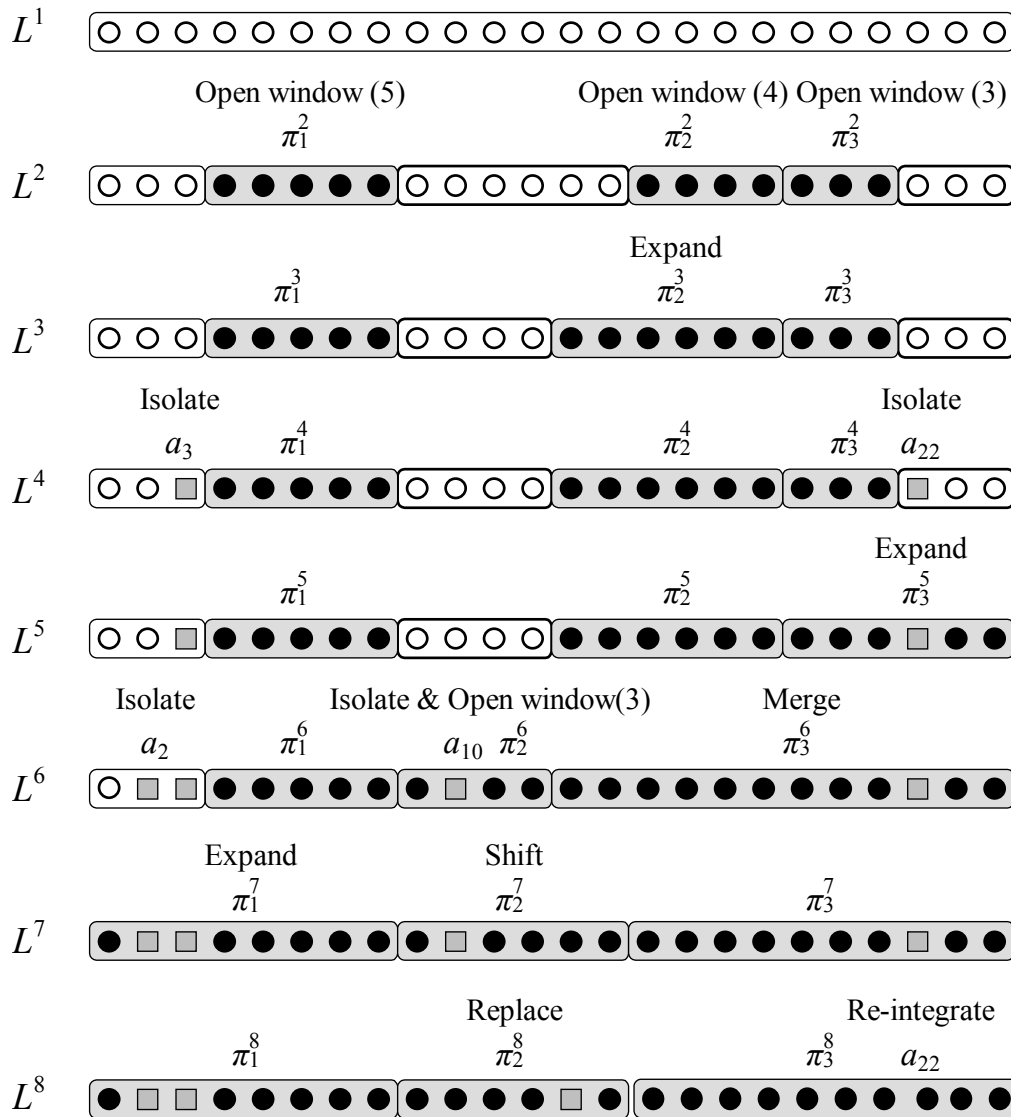 L¹
Open window (5) Open window (4) Open window (3)
π₁² π₂² π₃²
L²
Expand
π₁³ π₂³ π₃³
L³
Isolate Isolate
a₃ π₁⁴ π₂⁴ π₃⁴ a₂₂
L⁴
Expand
π₁⁵ π₂⁵ π₃⁵
L⁵
Isolate Isolate & Open window(3) Merge
a₂ π₁⁶ a₁₀ π₂⁶ π₃⁶
L⁶
Expand Shift
π₁⁷ π₂⁷ π₃⁷
L⁷
Replace Re-integrate
π₁⁸ π₂⁸ π₃⁸ a₂₂
L⁸